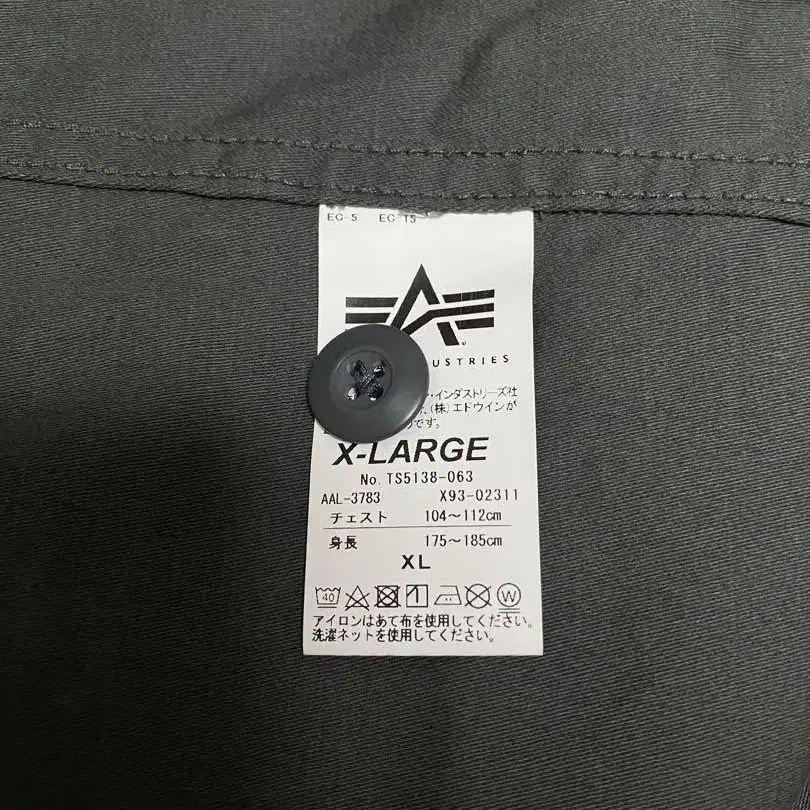 EC-5 EC-15
USTRIES
・インダストリーズ社
(株)エドウインが
です。
X-LARGE
No. TS5138-063
AAL-3783 X93-02311
チェスト 104～112cm
身長 175～185cm
XL
40 W
アイロンはあて布を使用してください。
洗濯ネットを使用してください。